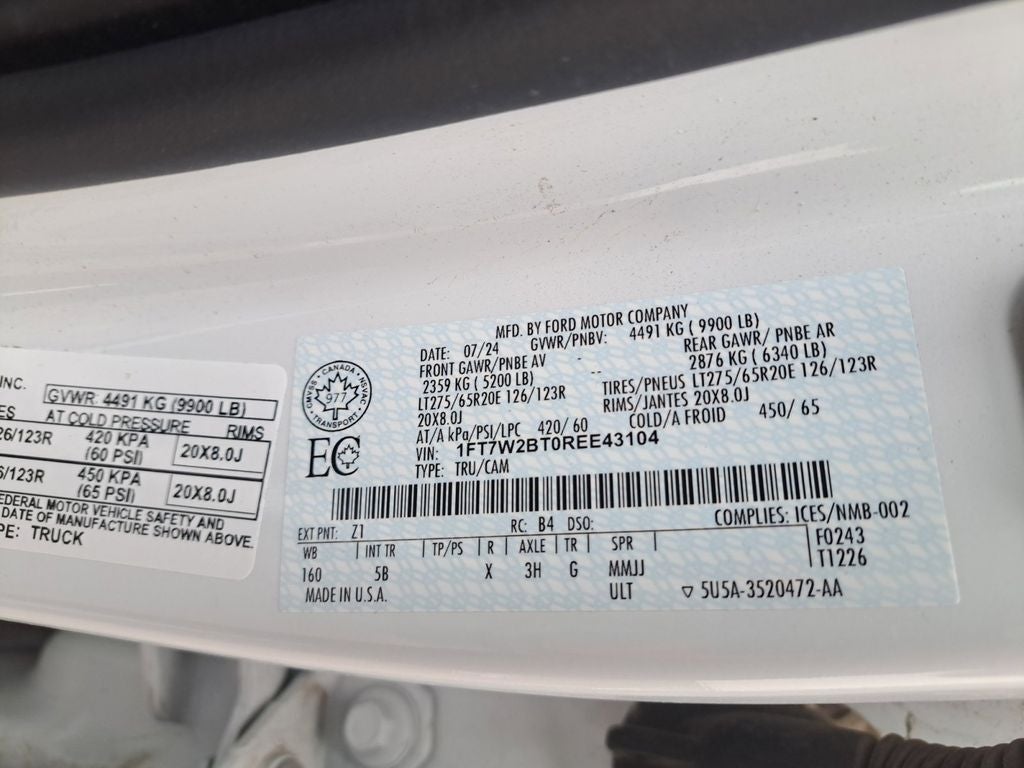 INC.
GVWR: 4491 KG (9900 LB)
AT COLD PRESSURE RIMS
26/123R 420 KPA (60 PSI) 20X8.0J
/123R 450 KPA (65 PSI) 20X8.0J
FEDERAL MOTOR VEHICLE SAFETY AND
DATE OF MANUFACTURE SHOWN ABOVE.
TRUCK
MFD. BY FORD MOTOR COMPANY
DATE: 07/24 GVWR/PNBV: 4491 KG ( 9900 LB)
FRONT GAWR/PNBE AV -- REAR GAWR/ PNBE AR
2359 KG ( 5200 LB) -- 2876 KG ( 6340 LB)
LT275/65R20E 126/123R TIRES/PNEUS LT275/65R20E 126/123R
20X8.0J RIMS/JANTES 20X8.0J
AT/A kPa/PSI/LPC 420/ 60 COLD/A FROID 450/ 65
VIN: 1FT7W2BT0REE43104
TYPE: TRU/CAM
CANADA
977
TRANSPORT
EC
EXT PNT: Z1 RC: B4 DSO: COMPLIES: ICES/NMB-002
WB INT TR TP/PS R AXLE TR SPR F0243
160 5B X 3H G MMJJ T1226
MADE IN U.S.A. ULT ▽ 5U5A-3520472-AA